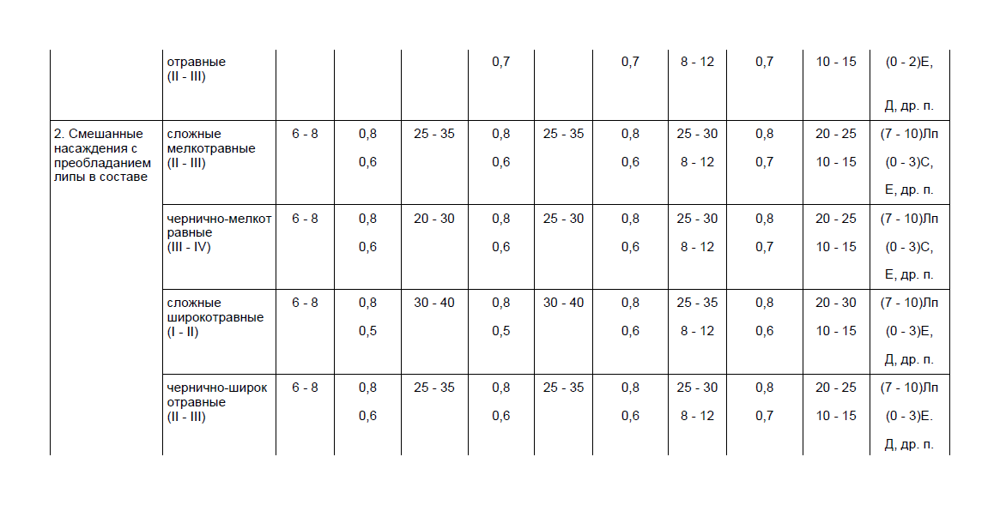 отравные 0,7 0,7 8 - 12 0,7 10 - 15 (0 - 2)Е,
(II - III)
Д, др. п.
2. Смешанные сложные 6 - 8 0,8 25 - 35 0,8 25 - 35 0,8 25 - 30 0,8 20 - 25 (7 - 10)Лп
насаждения с мелкотравные
преобладанием (II - III) 0,6 0,6 0,6 8 - 12 0,7 10 - 15 (0 - 3)С,
липы в составе
Е, др. п.
чернично-мелкот 6 - 8 0,8 20 - 30 0,8 25 - 30 0,8 25 - 30 0,8 20 - 25 (7 - 10)Лп
равные
(III - IV) 0,6 0,6 0,6 8 - 12 0,7 10 - 15 (0 - 3)С,
Е, др. п.
сложные 6 - 8 0,8 30 - 40 0,8 30 - 40 0,8 25 - 35 0,8 20 - 30 (7 - 10)Лп
широкотравные
(I - II) 0,5 0,5 0,6 8 - 12 0,6 10 - 15 (0 - 3)Е,
Д, др. п.
чернично-широк 6 - 8 0,8 25 - 35 0,8 25 - 35 0,8 25 - 30 0,8 20 - 25 (7 - 10)Лп
отравные
(II - III) 0,6 0,6 0,6 8 - 12 0,7 10 - 15 (0 - 3)Е.
Д, др. п.